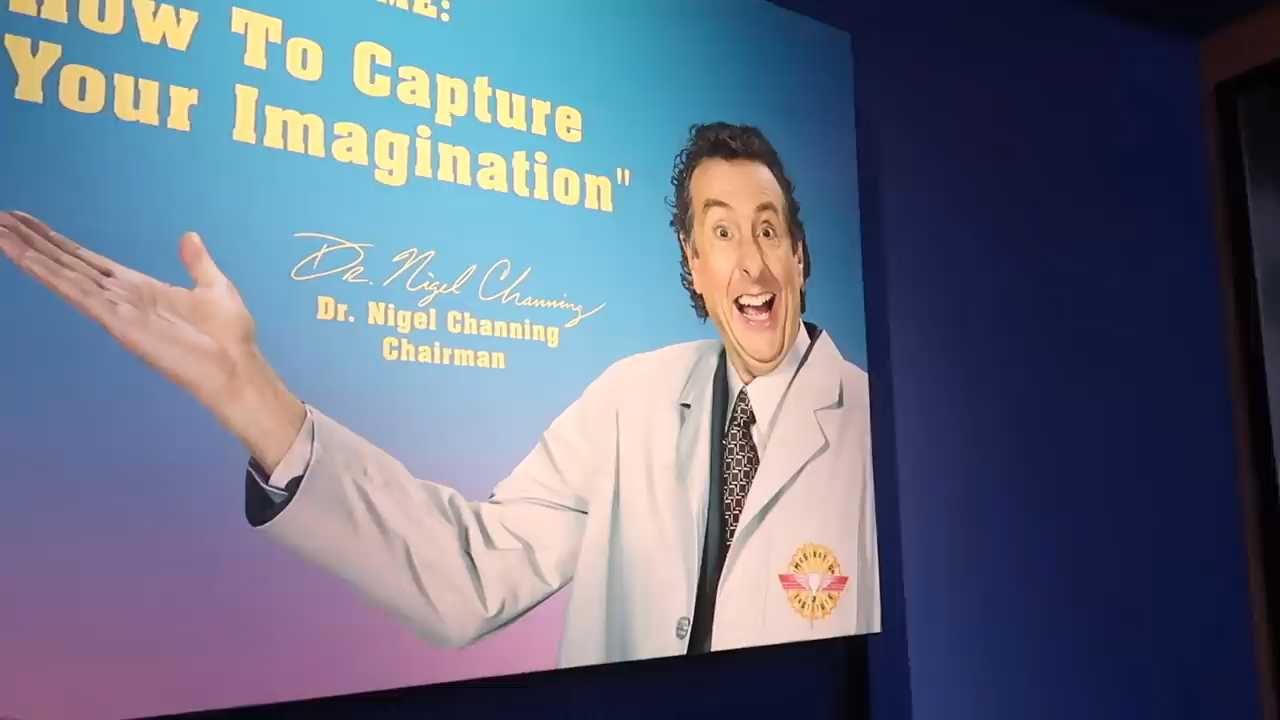 How To Capture
Your Imagination"
Dr. Nigel Channing
Dr. Nigel Channing
Chairman